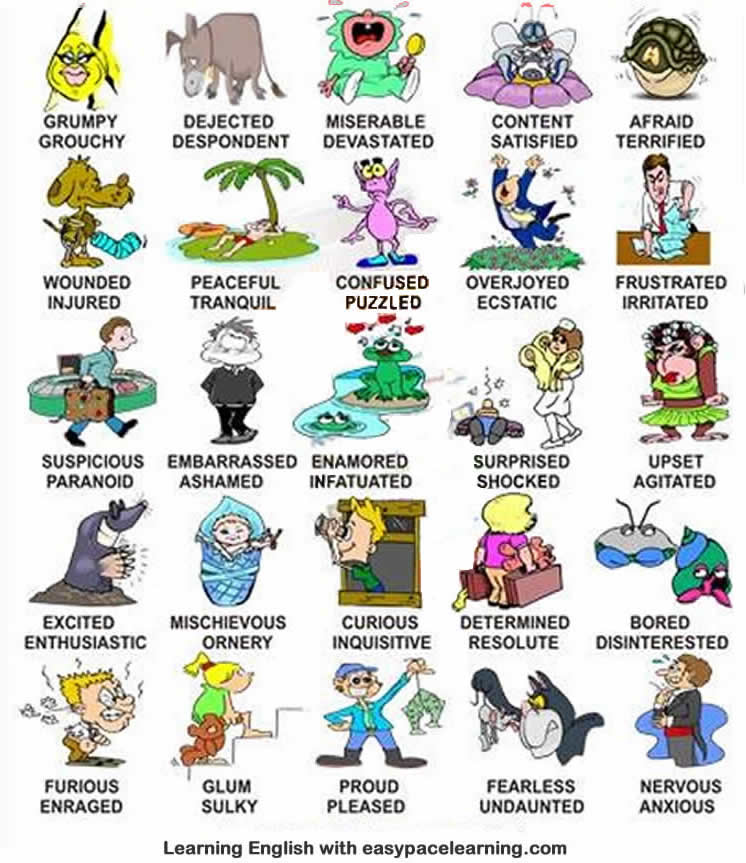 GRUMPY
GROUCHY
DEJECTED
DESPONDENT
MISERABLE
DEVASTATED
CONTENT
SATISFIED
AFRAID
TERRIFIED
WOUNDED
INJURED
PEACEFUL
TRANQUIL
CONFUSED
PUZZLED
OVERJOYED
ECSTATIC
FRUSTRATED
IRRITATED
SUSPICIOUS
PARANOID
EMBARRASSED
ASHAMED
ENAMORED
INFATUATED
SURPRISED
SHOCKED
UPSET
AGITATED
EXCITED
ENTHUSIASTIC
MISCHIEVOUS
ORNERY
CURIOUS
INQUISITIVE
DETERMINED
RESOLUTE
BORED
DISINTERESTED
FURIOUS
ENRAGED
GLUM
SULKY
PROUD
PLEASED
FEARLESS
UNDAUNTED
NERVOUS
ANXIOUS
Learning English with easypacelearning.com